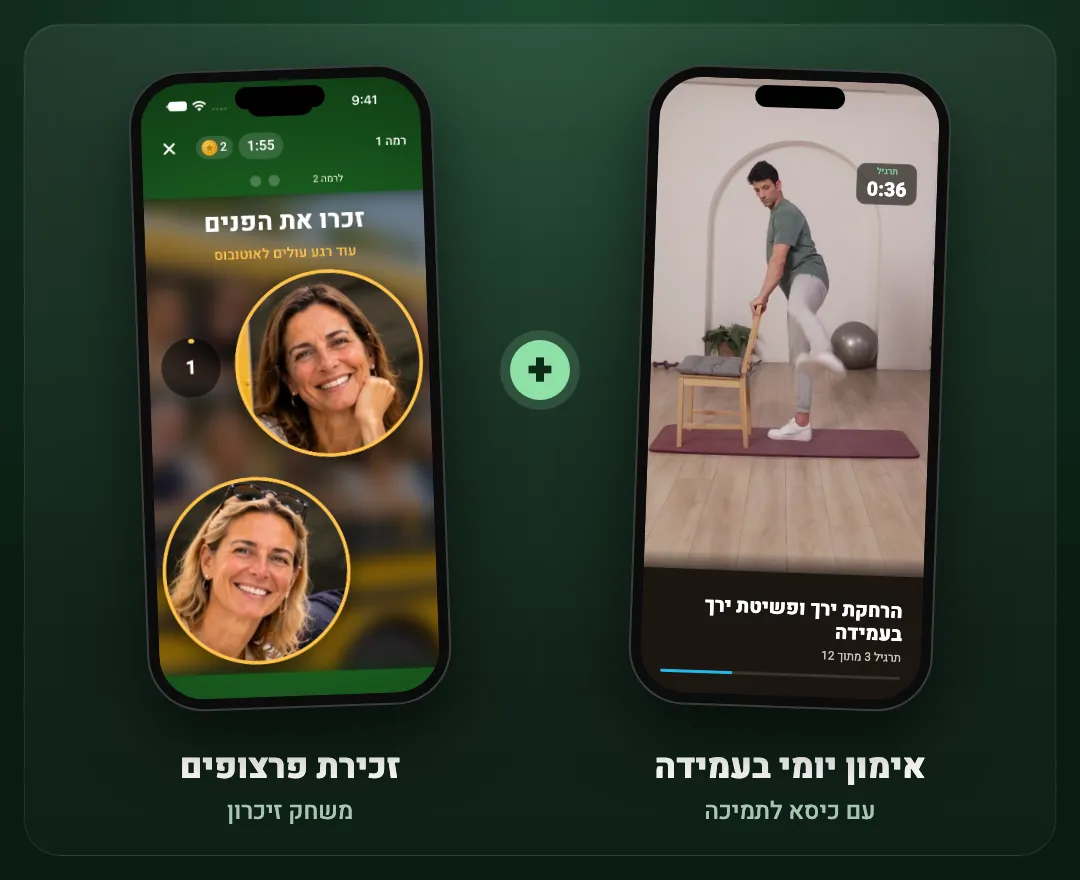 9:41
רמה 1
1:55
2
לרמה 2
זכרו את הפנים
עוד רגע עולים לאוטובוס
1
תרגיל
0:36
הרחקת ירך ופשיטת ירך
בעמידה
תרגיל 3 מתוך 12
אימון יומי בעמידה
עם כיסא לתמיכה
זכירת פרצופים
משחק זיכרון